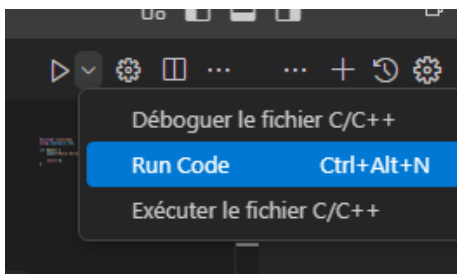 Déboguer le fichier C/C++
Run Code Ctrl+Alt+N
Exécuter le fichier C/C++